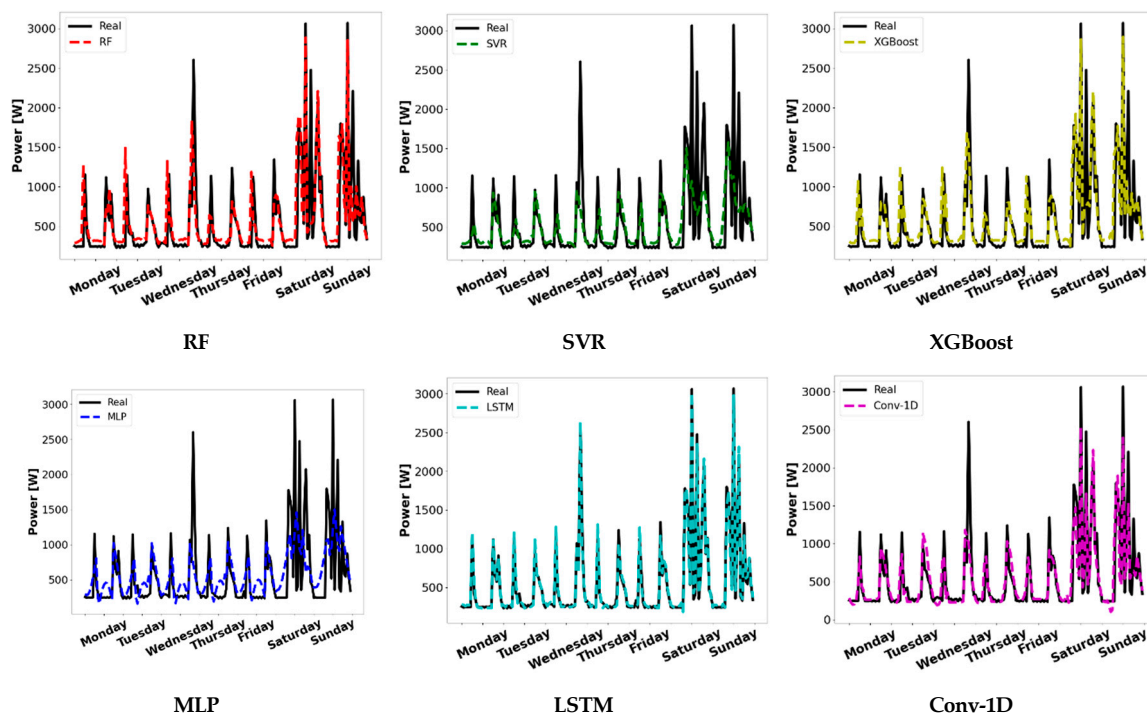 Real
RF
Power [W]
3000
2500
2000
1500
1000
500
Monday
Tuesday
Wednesday
Thursday
Friday
Saturday
Sunday
RF
Real
SVR
Power [W]
3000
2500
2000
1500
1000
500
Monday
Tuesday
Wednesday
Thursday
Friday
Saturday
Sunday
SVR
Real
XGBoost
Power [W]
3000
2500
2000
1500
1000
500
Monday
Tuesday
Wednesday
Thursday
Friday
Saturday
Sunday
XGBoost
Real
MLP
Power [W]
3000
2500
2000
1500
1000
500
Monday
Tuesday
Wednesday
Thursday
Friday
Saturday
Sunday
MLP
Real
LSTM
Power [W]
3000
2500
2000
1500
1000
500
Monday
Tuesday
Wednesday
Thursday
Friday
Saturday
Sunday
LSTM
Real
Conv-1D
Power [W]
3000
2500
2000
1500
1000
500
0
Monday
Tuesday
Wednesday
Thursday
Friday
Saturday
Sunday
Conv-1D